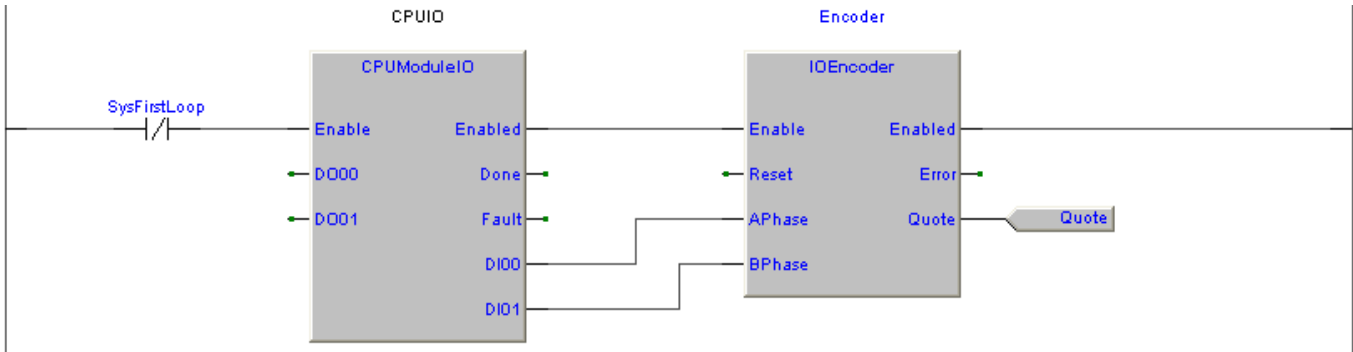 CPUIO Encoder
CPUModuleIO IOEncoder
SysFirstLoop
Enable Enabled Enable Enabled
DO00 Done Reset Error
DO01 Fault APhase Quote Quote
DI00 BPhase
DI01